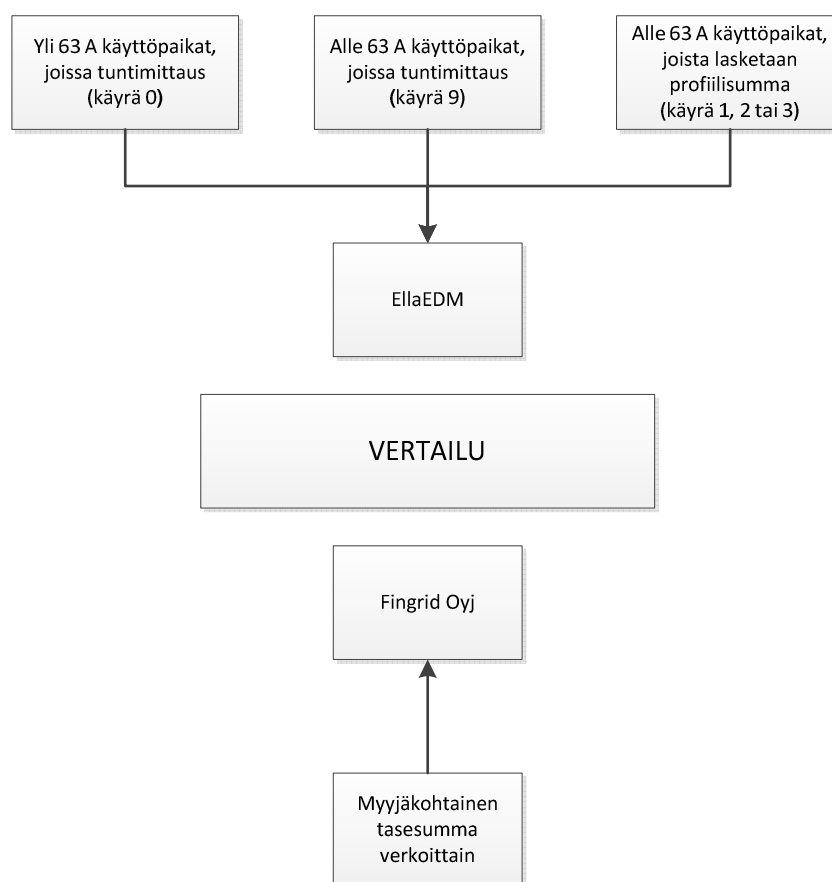 Yli 63 A käyttöpaikat,
joissa tuntimittaus
(käyrä 0)
Alle 63 A käyttöpaikat,
joissa tuntimittaus
(käyrä 9)
Alle 63 A käyttöpaikat,
joista lasketaan
profiilisumma
(käyrä 1, 2 tai 3)
EllaEDM
VERTAILU
Fingrid Oyj
Myyjäkohtainen
tasesumma
verkoittain